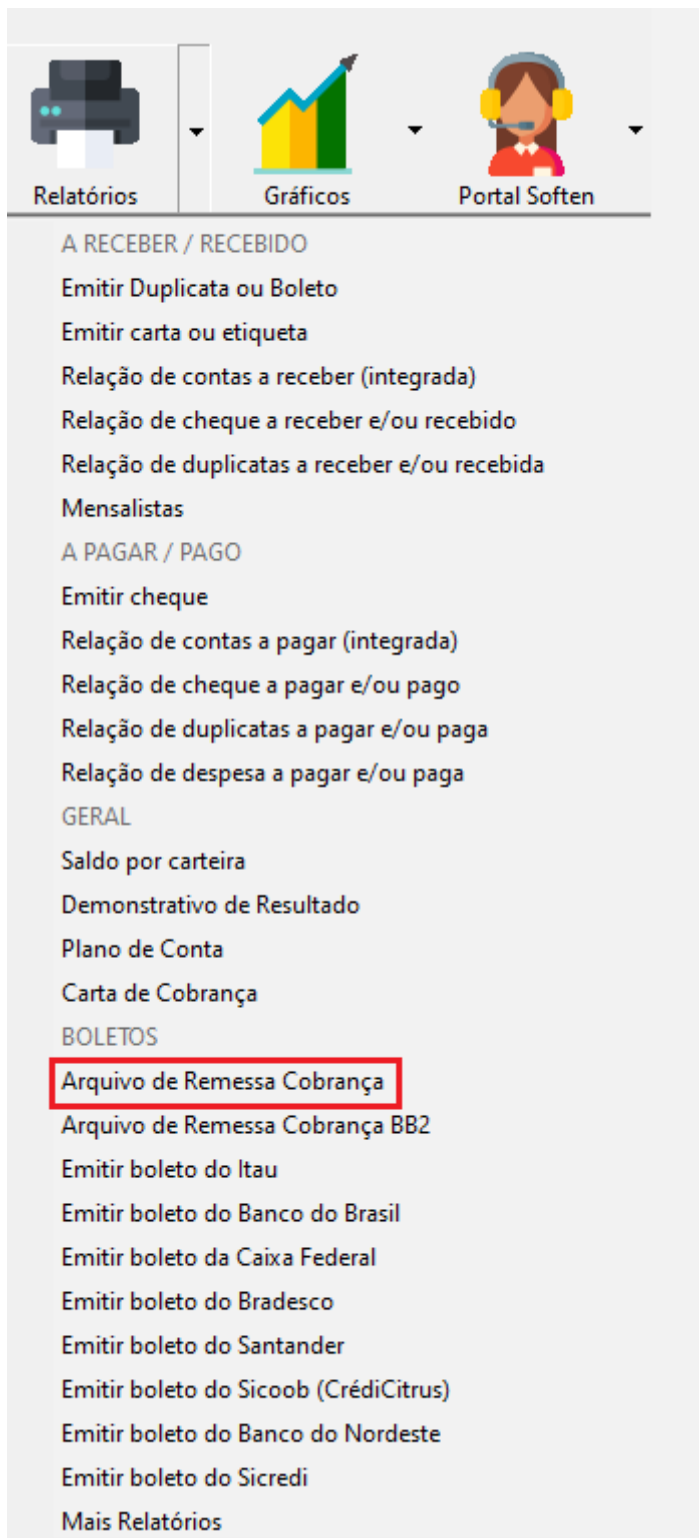 Relatórios
Gráficos
Portal Soften
A RECEBER / RECEBIDO
Emitir Duplicata ou Boleto
Emitir carta ou etiqueta
Relação de contas a receber (integrada)
Relação de cheque a receber e/ou recebido
Relação de duplicatas a receber e/ou recebida
Mensalistas
A PAGAR / PAGO
Emitir cheque
Relação de contas a pagar (integrada)
Relação de cheque a pagar e/ou pago
Relação de duplicatas a pagar e/ou paga
Relação de despesa a pagar e/ou paga
GERAL
Saldo por carteira
Demonstrativo de Resultado
Plano de Conta
Carta de Cobrança
BOLETOS
Arquivo de Remessa Cobrança
Arquivo de Remessa Cobrança BB2
Emitir boleto do Itau
Emitir boleto do Banco do Brasil
Emitir boleto da Caixa Federal
Emitir boleto do Bradesco
Emitir boleto do Santander
Emitir boleto do Sicoob (CrédiCitrus)
Emitir boleto do Banco do Nordeste
Emitir boleto do Sicredi
Mais Relatórios